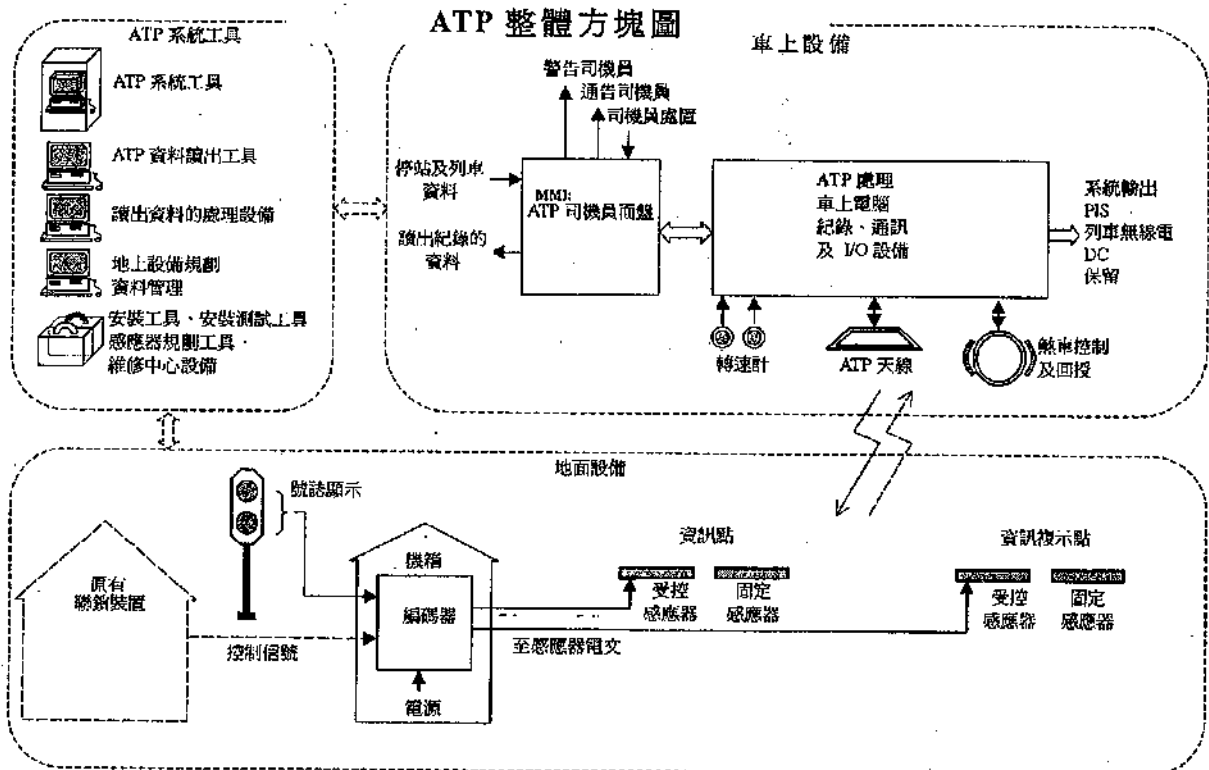 ATP 整體方塊圖
ATP 系統工具
ATP 系統工具
ATP 資料讀出工具
讀出資料的處理設備
地上設備規劃
資料管理
安裝工具、安裝測試工具
感應器規劃工具、
維修中心設備
車上設備
警告司機員
通告司機員
司機員處置
停站及列車
資料
讀出紀錄的
資料
MMI:
ATP 司機員面盤
ATP 處理
車上電腦
紀錄、通訊
及 I/O 設備
系統輸出
PIS
列車無線電
DC
保留
轉速計
ATP 天線
煞車控制
及回授
地面設備
號誌顯示
原有
聯鎖裝置
控制信號
機箱
編碼器
電源
至感應器電文
資訊點
受控
感應器
固定
感應器
資訊複示點
受控
感應器
固定
感應器